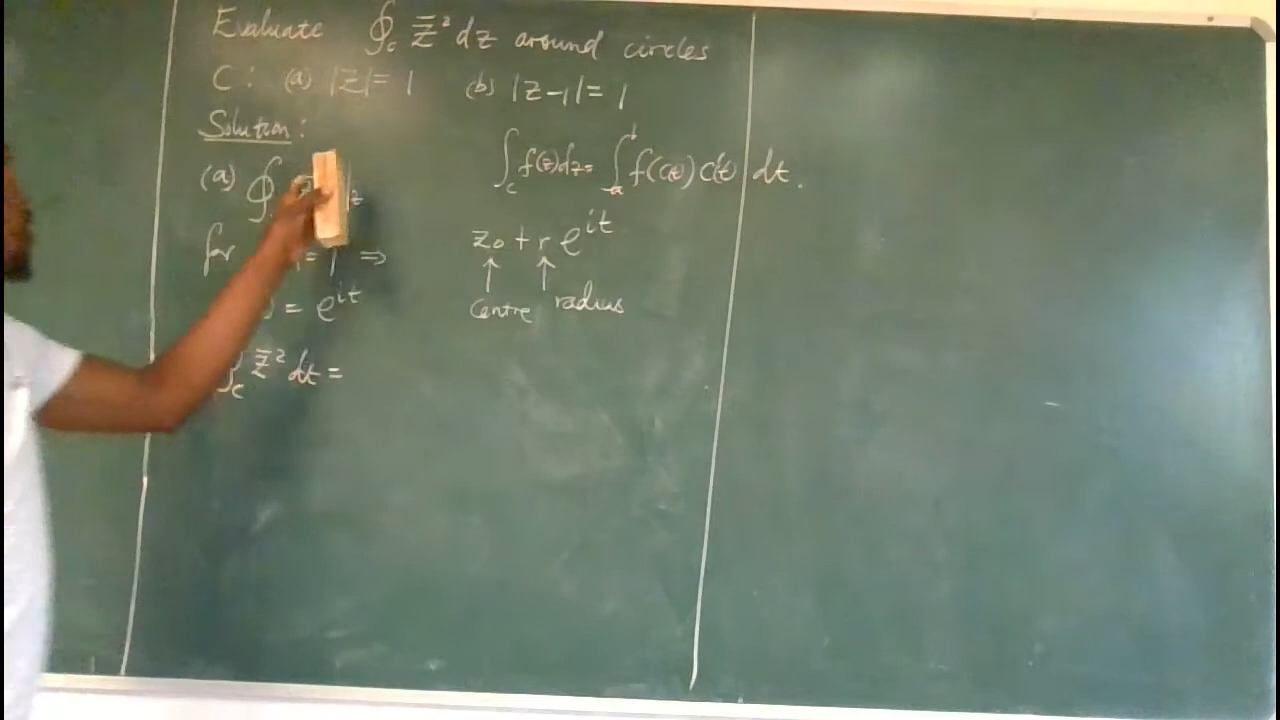 Evaluate ∮_c z̄² dz around circles
C: (a) |z| = 1 (b) |z-1| = 1
Solution:
(a) ∮
∫_c f(z)dz = ∫_a^b f(c(t)) c'(t) dt.
for = 1 ⇒
z₀ + r e^{it}
↑ ↑
centre radius
= e^{it}
∫_c z̄² dt =